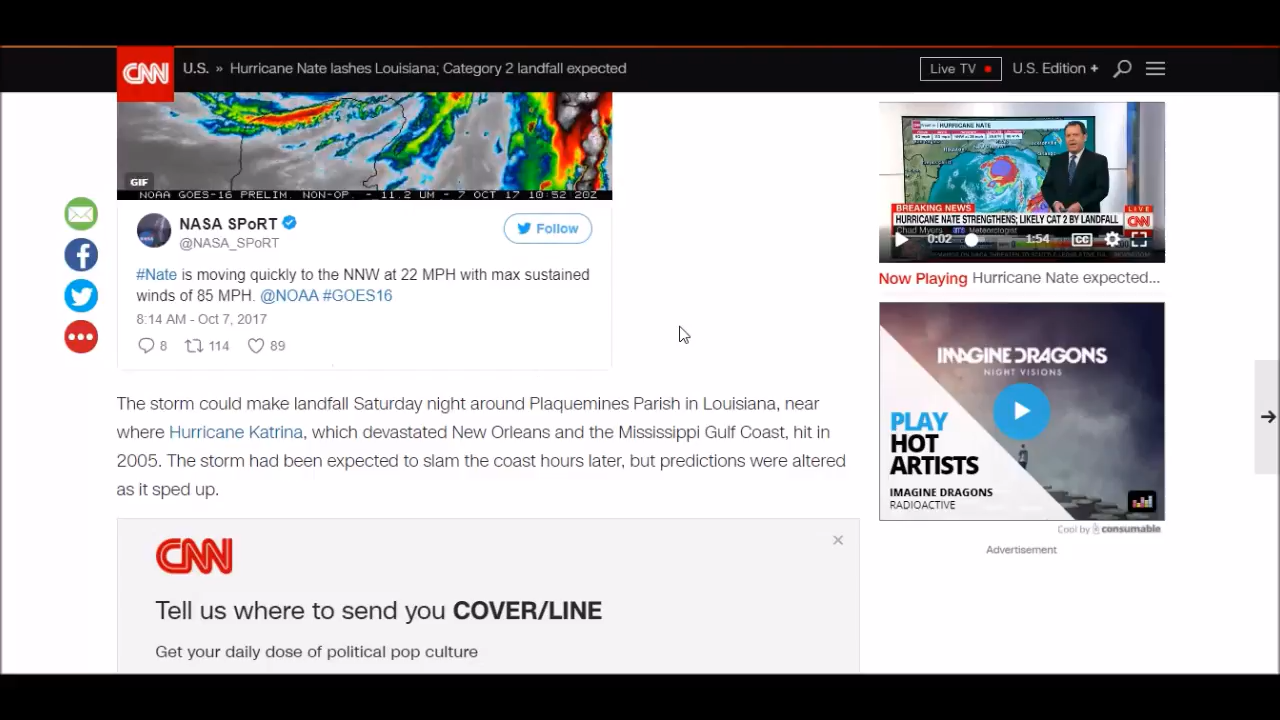 CNN
U.S. » Hurricane Nate lashes Louisiana; Category 2 landfall expected
Live TV
U.S. Edition +
GIF
NOAA GOES-16 PRELIM. NON-OP. - 11.2 UM - 7 OCT 17 10:52 20Z
NASA SPoRT
@NASA_SPoRT
Follow
#Nate is moving quickly to the NNW at 22 MPH with max sustained
winds of 85 MPH. @NOAA #GOES16
8:14 AM - Oct 7, 2017
8 114 89
The storm could make landfall Saturday night around Plaquemines Parish in Louisiana, near
where Hurricane Katrina, which devastated New Orleans and the Mississippi Gulf Coast, hit in
2005. The storm had been expected to slam the coast hours later, but predictions were altered
as it sped up.
CNN
Tell us where to send you COVER/LINE
Get your daily dose of political pop culture
HURRICANE NATE
BREAKING NEWS
LIVE
HURRICANE NATE STRENGTHENS; LIKELY CAT 2 BY LANDFALL
CNN
Chad Myers Meteorologist
0:02 1:54 CC
Now Playing Hurricane Nate expected...
IMAGINE DRAGONS
NIGHT VISIONS
PLAY
HOT
ARTISTS
IMAGINE DRAGONS
RADIOACTIVE
Cool by consumable
Advertisement